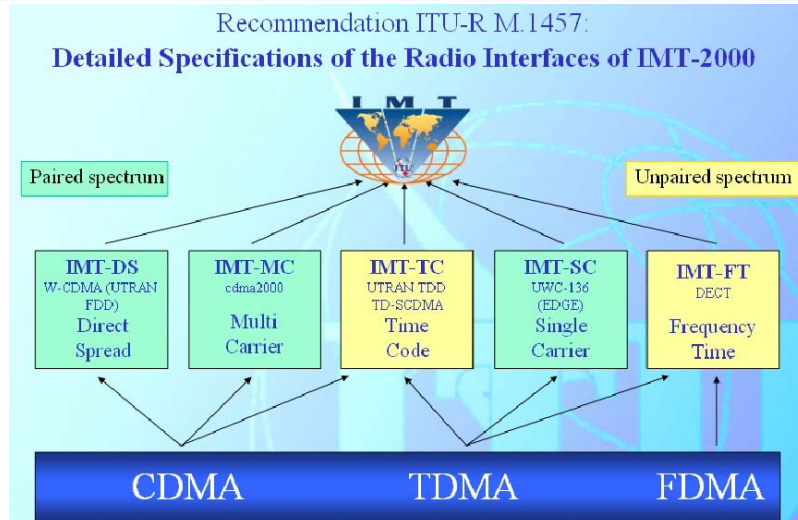 Recommendation ITU-R M.1457:
Detailed Specifications of the Radio Interfaces of IMT-2000
I M T
ITU
Paired spectrum
Unpaired spectrum
IMT-DS
W-CDMA (UTRAN
FDD)
Direct
Spread
IMT-MC
cdma2000
Multi
Carrier
IMT-TC
UTRAN TDD
TD-SCDMA
Time
Code
IMT-SC
UWC-136
(EDGE)
Single
Carrier
IMT-FT
DECT
Frequency
Time
CDMA
TDMA
FDMA